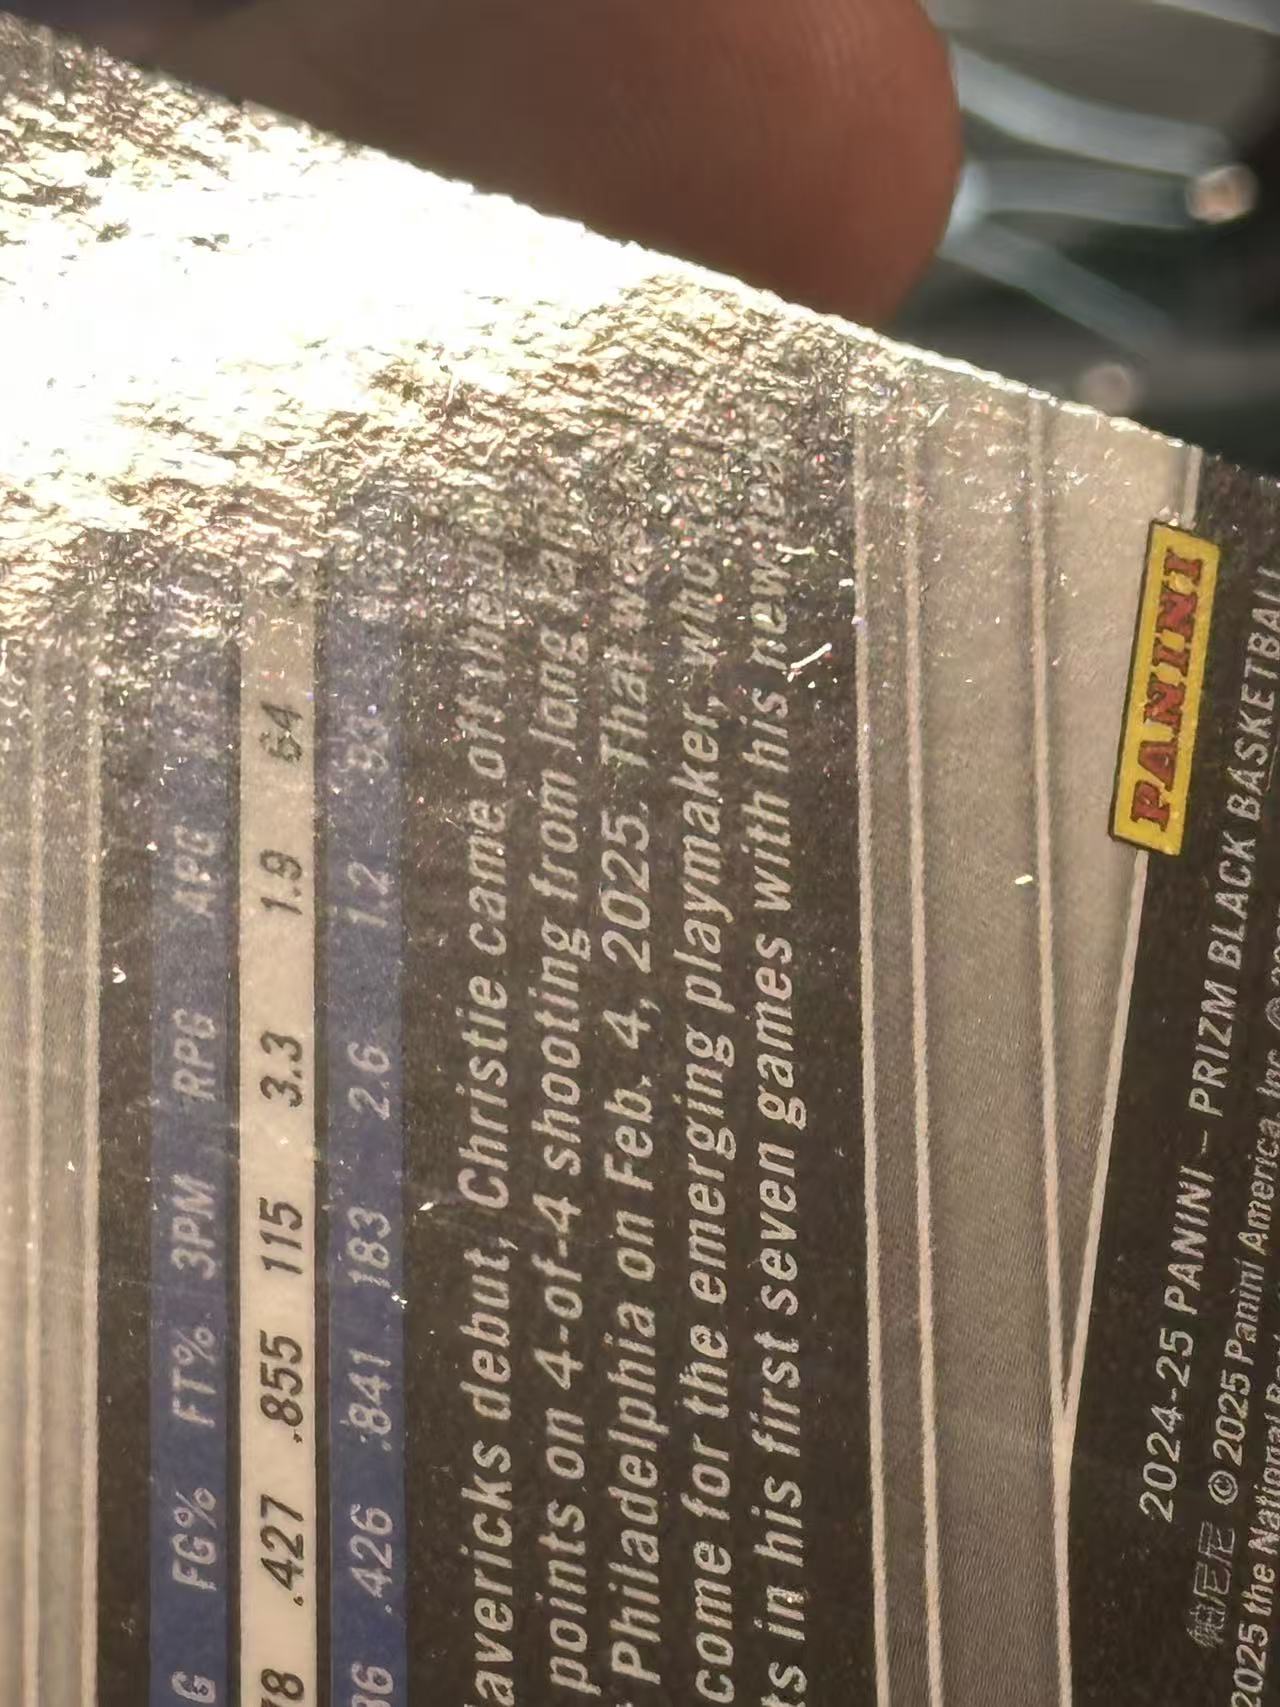 G FG% FT% 3PM RPG APG
78 .427 .855 115 3.3 1.9 64
36 .426 .841 183 2.6 1.2
avericks debut, Christie came off the
points on 4-of-4 shooting from long
Philadelphia on Feb. 4, 2025. That
come for the emerging playmaker, who
ts in his first seven games with his new
PANINI
2024-25 PANINI – PRIZM BLACK BASKETBALL
© 2025 Panini America, Inc. ©
2025 the National